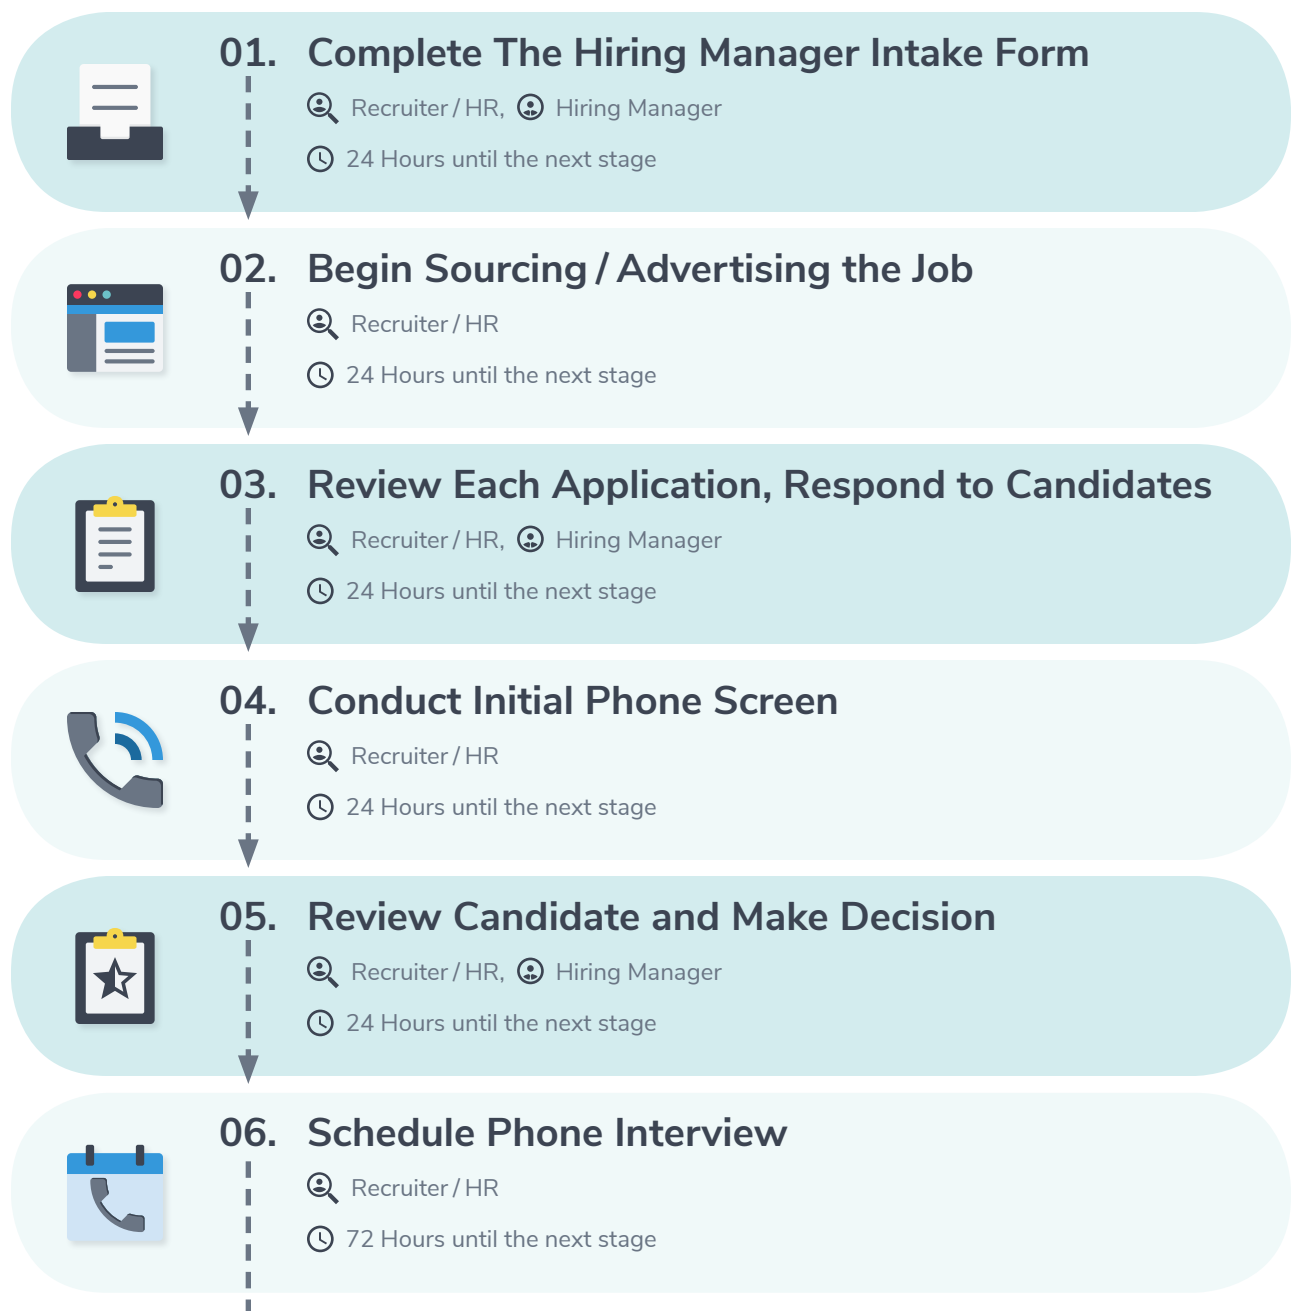 01. Complete The Hiring Manager Intake Form
Recruiter / HR, Hiring Manager
24 Hours until the next stage
02. Begin Sourcing / Advertising the Job
Recruiter / HR
24 Hours until the next stage
03. Review Each Application, Respond to Candidates
Recruiter / HR, Hiring Manager
24 Hours until the next stage
04. Conduct Initial Phone Screen
Recruiter / HR
24 Hours until the next stage
05. Review Candidate and Make Decision
Recruiter / HR, Hiring Manager
24 Hours until the next stage
06. Schedule Phone Interview
Recruiter / HR
72 Hours until the next stage